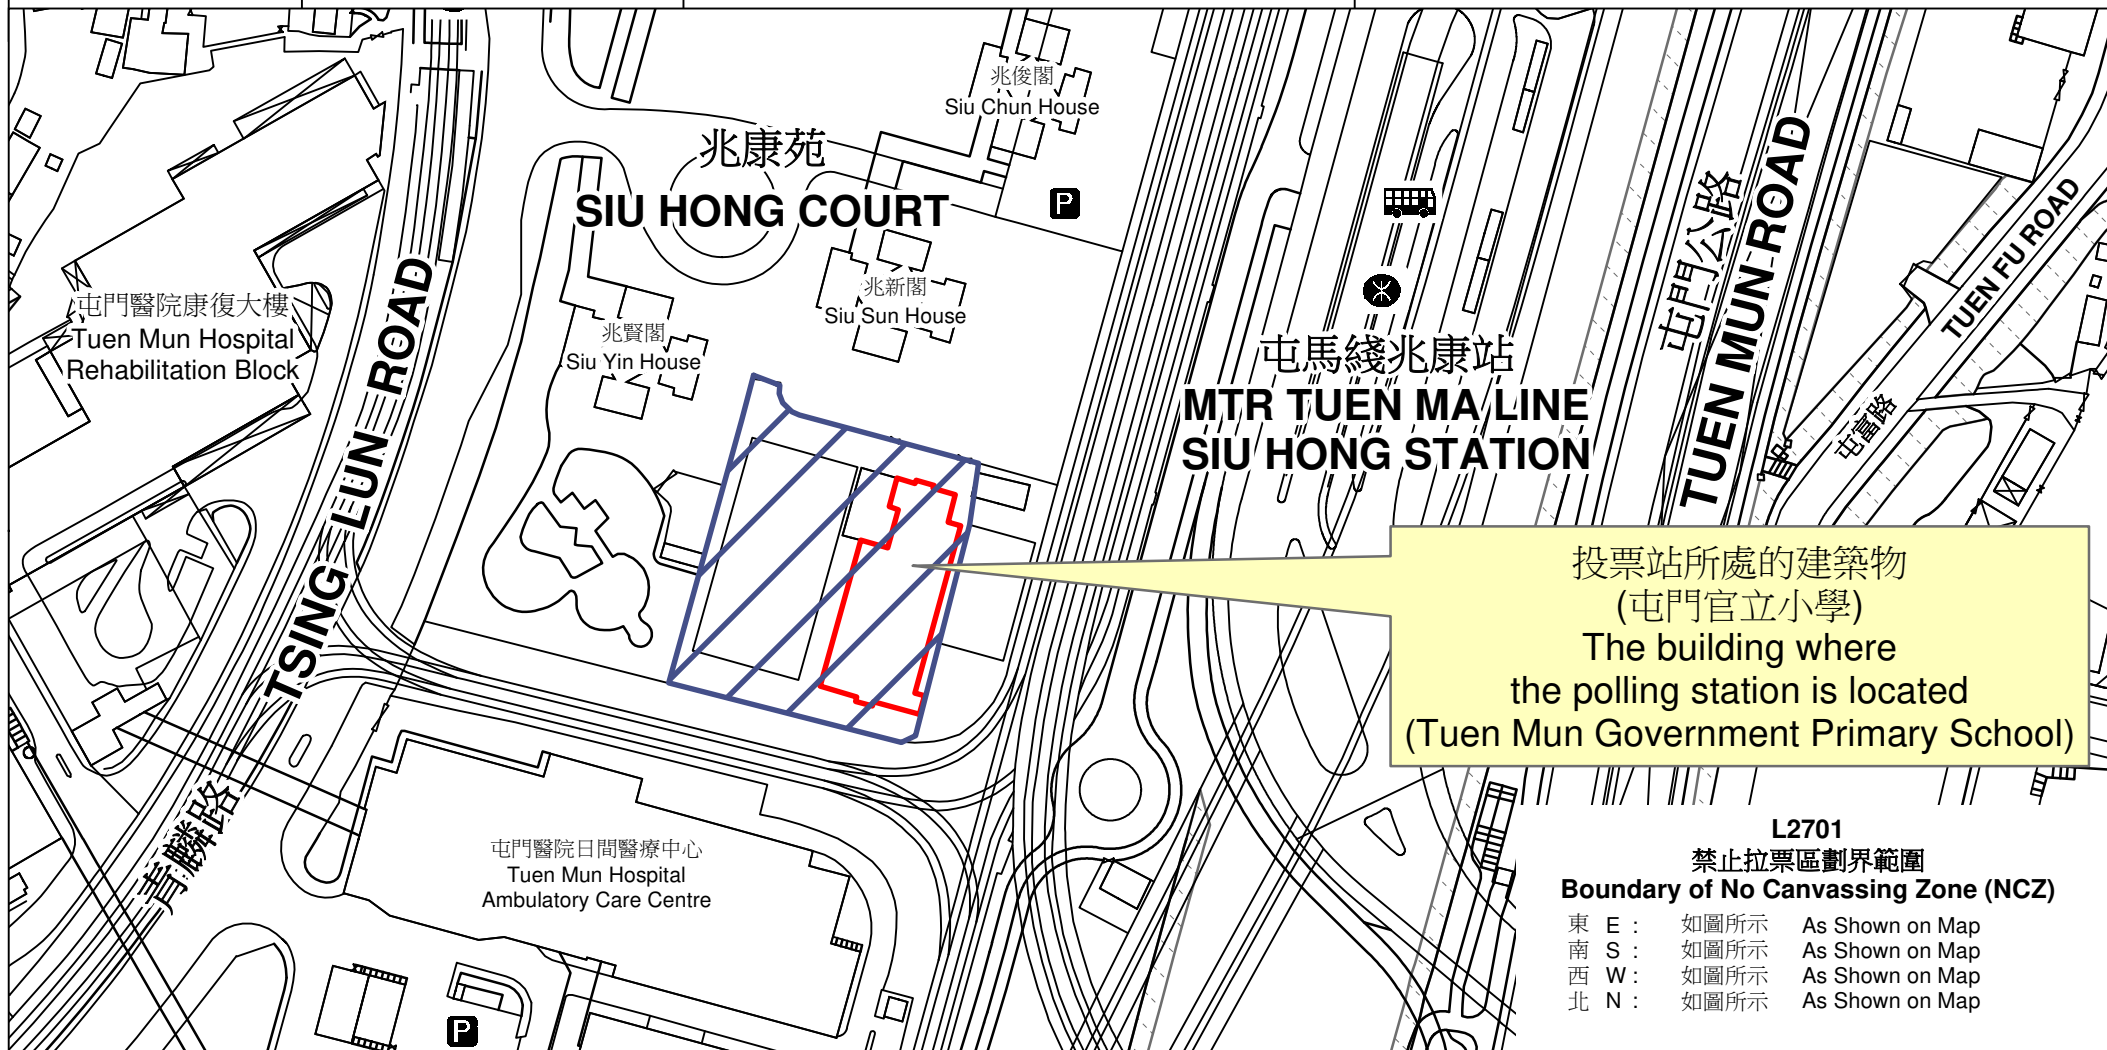 兆俊閣
Siu Chun House
兆康苑
SIU HONG COURT
P
兆新閣
Siu Sun House
兆賢閣
Siu Yin House
屯門醫院康復大樓
Tuen Mun Hospital
Rehabilitation Block
TSING LUN ROAD
青麟路
屯馬綫兆康站
MTR TUEN MA LINE
SIU HONG STATION
屯門公路
TUEN MUN ROAD
TUEN FU ROAD
屯富路
投票站所處的建築物
(屯門官立小學)
The building where
the polling station is located
(Tuen Mun Government Primary School)
屯門醫院日間醫療中心
Tuen Mun Hospital
Ambulatory Care Centre
P
L2701
禁止拉票區劃界範圍
Boundary of No Canvassing Zone (NCZ)
東 E : 如圖所示 As Shown on Map
南 S : 如圖所示 As Shown on Map
西 W : 如圖所示 As Shown on Map
北 N : 如圖所示 As Shown on Map